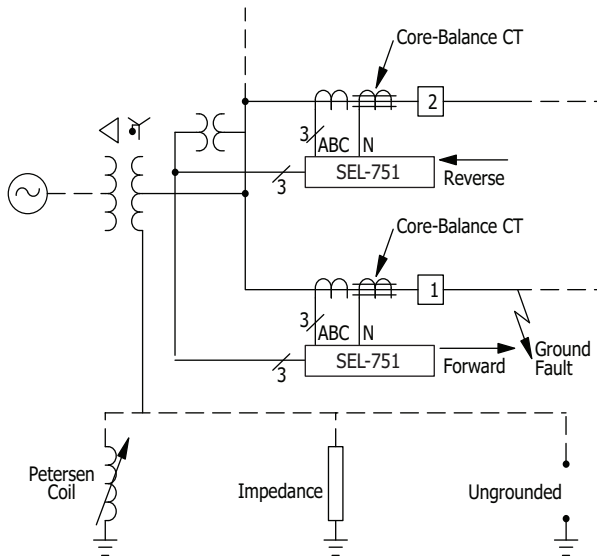 Core-Balance CT
2
3
ABC
N
SEL-751
3
Reverse
Core-Balance CT
1
3
ABC
N
SEL-751
3
Forward
Ground
Fault
Petersen
Coil
Impedance
Ungrounded